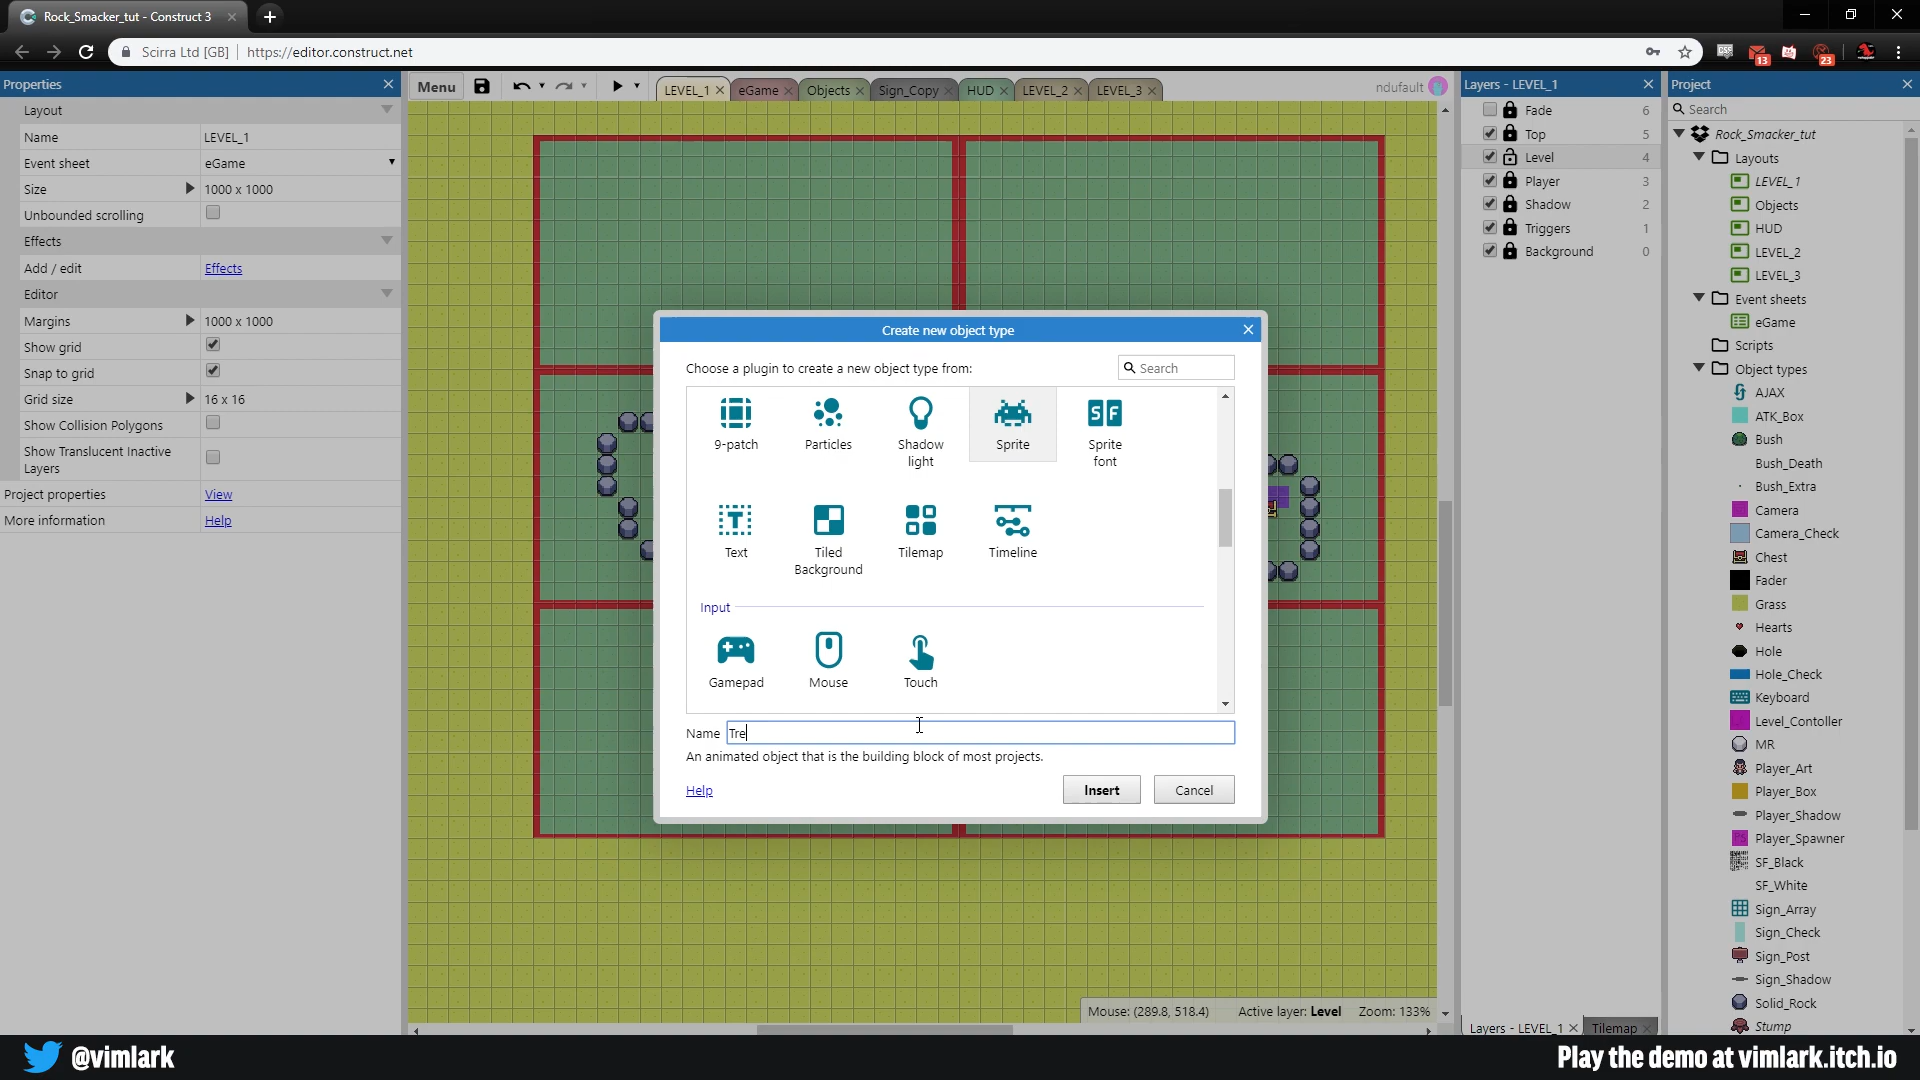 Rock_Smacker_tut - Construct 3
Scirra Ltd [GB] https://editor.construct.net
13
23
Properties
Layout
Name LEVEL_1
Event sheet eGame
Size 1000 x 1000
Unbounded scrolling
Effects
Add / edit Effects
Editor
Margins 1000 x 1000
Show grid
Snap to grid
Grid size 16 x 16
Show Collision Polygons
Show Translucent Inactive
Layers
Project properties View
More information Help
Menu
LEVEL_1 eGame Objects Sign_Copy HUD LEVEL_2 LEVEL_3
ndufault
Create new object type
Choose a plugin to create a new object type from:
Search
9-patch
Particles
Shadow
light
Sprite
SF
Sprite
font
T
Text
Tiled
Background
Tilemap
Timeline
Input
Gamepad
Mouse
Touch
Name Tre
An animated object that is the building block of most projects.
Help
Insert
Cancel
Mouse: (289.8, 518.4) Active layer: Level Zoom: 133%
Layers - LEVEL_1
Fade 6
Top 5
Level 4
Player 3
Shadow 2
Triggers 1
Background 0
Layers - LEVEL_1
Tilemap
Project
Search
Rock_Smacker_tut
Layouts
LEVEL_1
Objects
HUD
LEVEL_2
LEVEL_3
Event sheets
eGame
Scripts
Object types
AJAX
ATK_Box
Bush
Bush_Death
Bush_Extra
Camera
Camera_Check
Chest
Fader
Grass
Hearts
Hole
Hole_Check
Keyboard
Level_Contoller
MR
Player_Art
Player_Box
Player_Shadow
Player_Spawner
SF_Black
SF_White
Sign_Array
Sign_Check
Sign_Post
Sign_Shadow
Solid_Rock
Stump
@vimlark
Play the demo at vimlark.itch.io